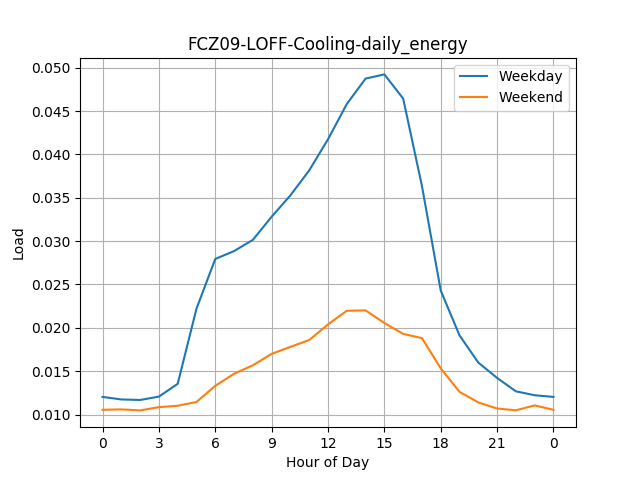 FCZ09-LOFF-Cooling-daily_energy
Weekday
Weekend
Load
0.050
0.045
0.040
0.035
0.030
0.025
0.020
0.015
0.010
0 3 6 9 12 15 18 21 0
Hour of Day